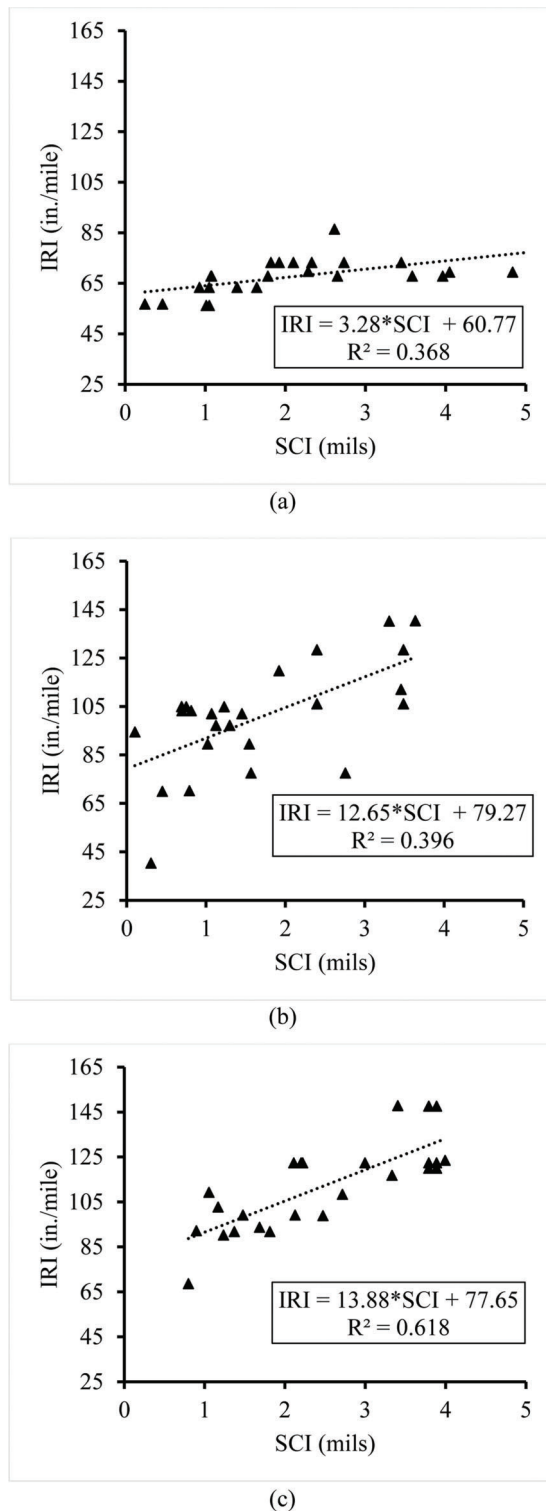 165
145
125
105
85
65
45
25
IRI (in./mile)
IRI = 3.28*SCI + 60.77
R² = 0.368
0 1 2 3 4 5
SCI (mils)
(a)
165
145
125
105
85
65
45
25
IRI (in./mile)
IRI = 12.65*SCI + 79.27
R² = 0.396
0 1 2 3 4 5
SCI (mils)
(b)
165
145
125
105
85
65
45
25
IRI (in./mile)
IRI = 13.88*SCI + 77.65
R² = 0.618
0 1 2 3 4 5
SCI (mils)
(c)